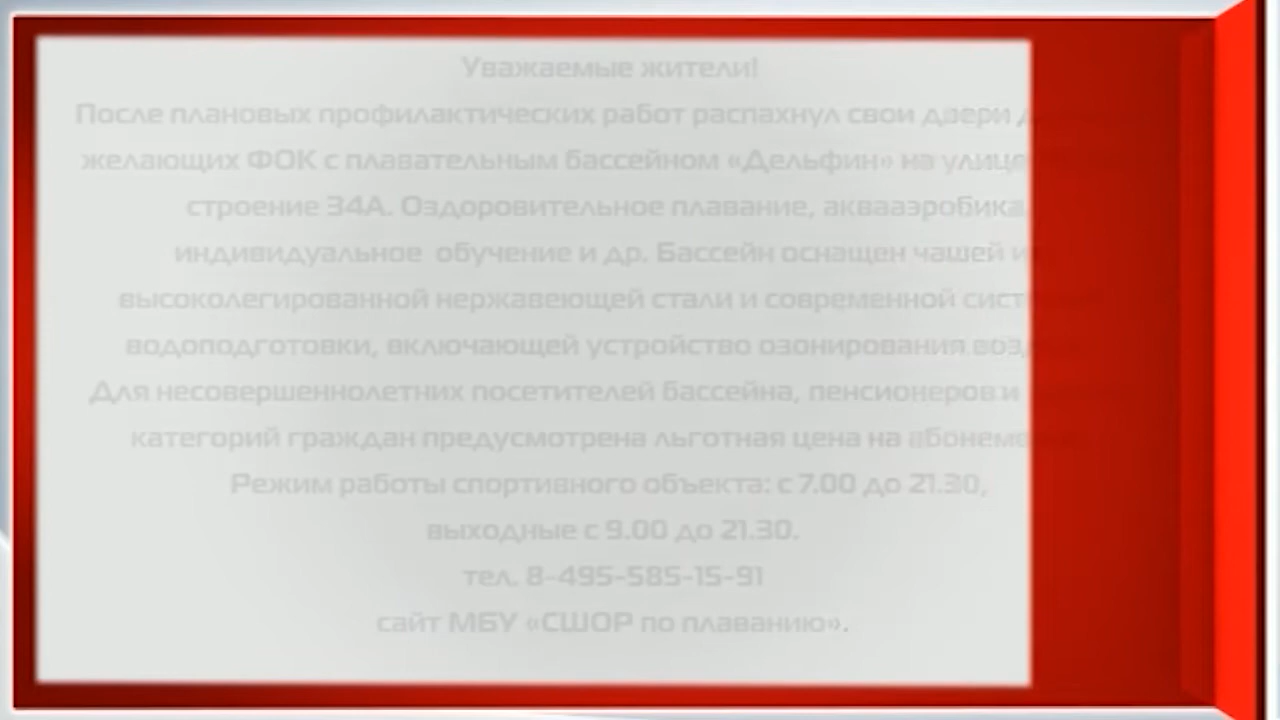 Уважаемые жители!
После плановых профилактических работ распахнул свои двери
желающих ФОК с плавательным бассейном «Дельфин» на улице
строение 34А. Оздоровительное плавание, аквааэробика,
индивидуальное обучение и др. Бассейн оснащен чашей из
высоколегированной нержавеющей стали и современной системой
водоподготовки, включающей устройство озонирования воздуха.
Для несовершеннолетних посетителей бассейна, пенсионеров и
категорий граждан предусмотрена льготная цена на
Режим работы спортивного объекта: с 7.00 до 21.30,
выходные с 9.00 до 21.30.
тел. 8-495-585-15-91
сайт МБУ «СШОР по плаванию».